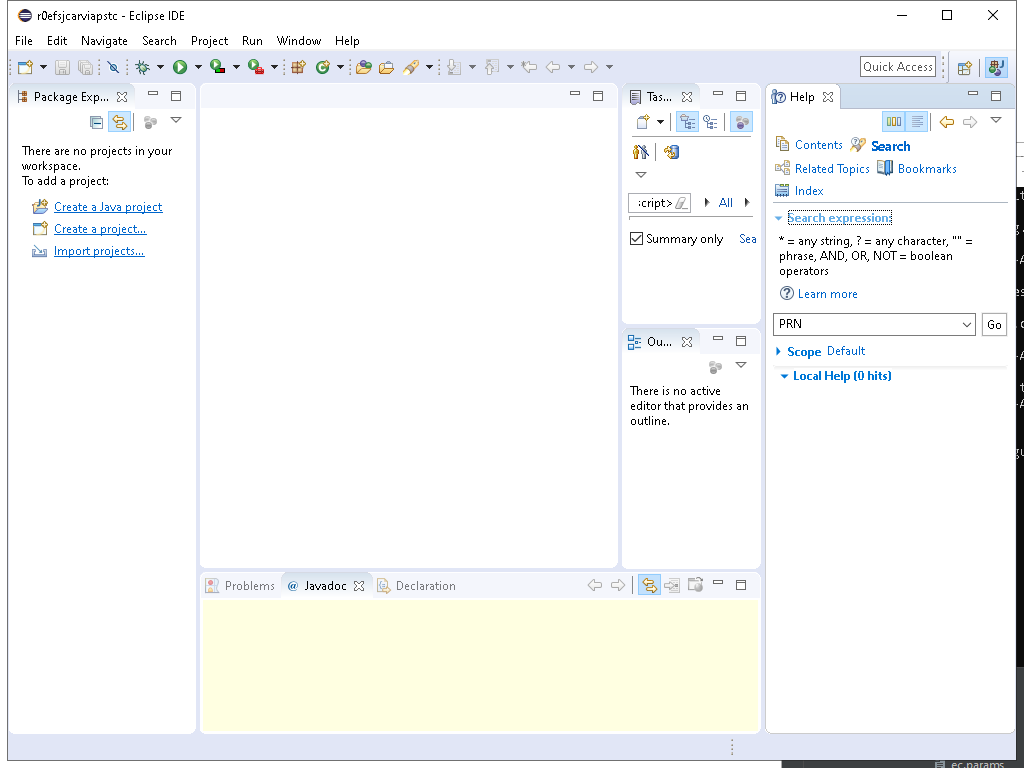 r0efsjcarviapstc - Eclipse IDE
File Edit Navigate Search Project Run Window Help
Quick Access
Package Exp...
There are no projects in your
workspace.
To add a project:
Create a Java project
Create a project...
Import projects...
Tas...
:cript>
All
Summary only
Sea
Ou...
There is no active
editor that provides an
outline.
Help
Contents
Search
Related Topics
Bookmarks
Index
Search expression:
* = any string, ? = any character, "" =
phrase, AND, OR, NOT = boolean
operators
Learn more
PRN
Go
Scope Default
Local Help (0 hits)
Problems
@ Javadoc
Declaration
ec.params